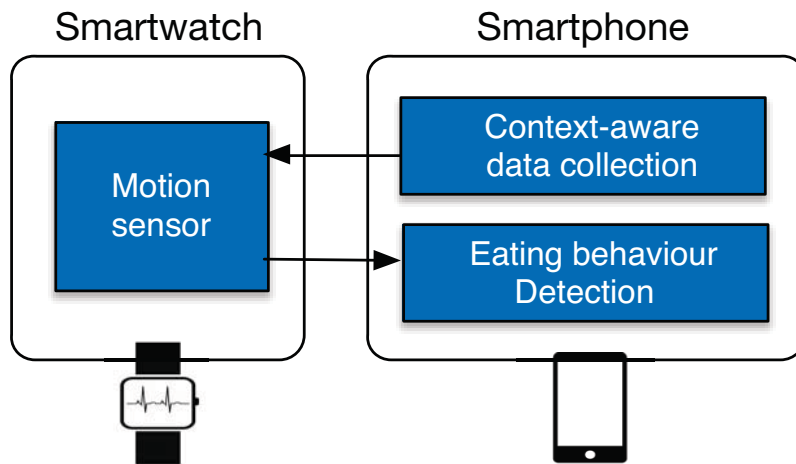 Smartwatch
Smartphone
Motion
sensor
Context-aware
data collection
Eating behaviour
Detection